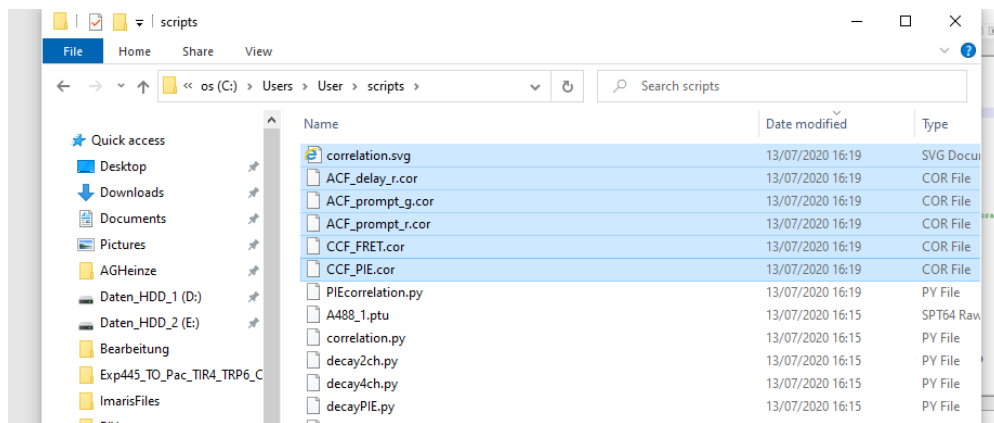 scripts
File Home Share View
« os (C:) › Users › User › scripts ›
Search scripts
Name Date modified Type
Quick access
Desktop
Downloads
Documents
Pictures
AGHeinze
Daten_HDD_1 (D:)
Daten_HDD_2 (E:)
Bearbeitung
Exp445_TO_Pac_TIR4_TRP6_C
ImarisFiles
correlation.svg 13/07/2020 16:19 SVG Docu
ACF_delay_r.cor 13/07/2020 16:19 COR File
ACF_prompt_g.cor 13/07/2020 16:19 COR File
ACF_prompt_r.cor 13/07/2020 16:19 COR File
CCF_FRET.cor 13/07/2020 16:19 COR File
CCF_PIE.cor 13/07/2020 16:19 COR File
PIEcorrelation.py 13/07/2020 16:19 PY File
A488_1.ptu 13/07/2020 16:15 SPT64 Raw
correlation.py 13/07/2020 16:15 PY File
decay2ch.py 13/07/2020 16:15 PY File
decay4ch.py 13/07/2020 16:15 PY File
decayPIE.py 13/07/2020 16:15 PY File